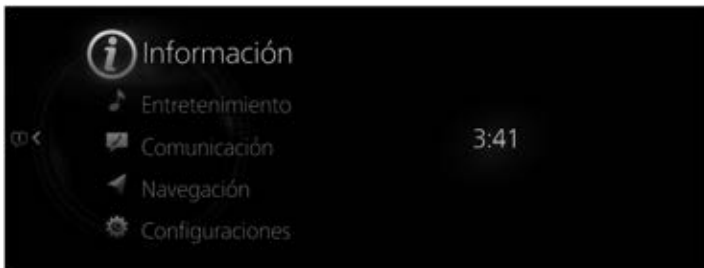 Información
Entretenimiento
Comunicación
3:41
Navegación
Configuraciones